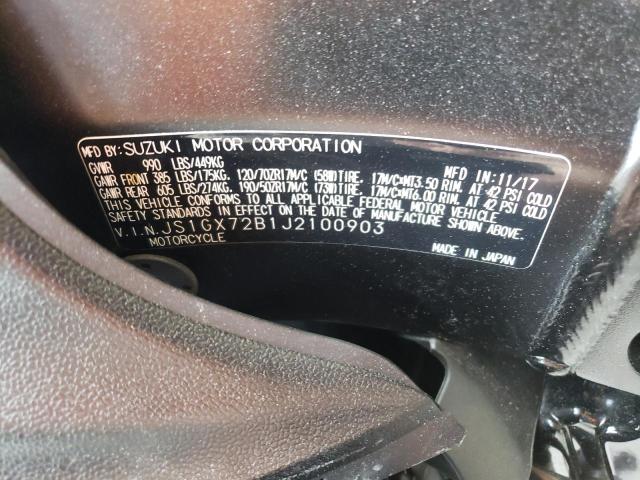 MFD BY:SUZUKI MOTOR CORPORATION MFD IN:11/17
GVWR 990 LBS/449KG
GAWR FRONT 385 LBS/175KG. 120/70ZR17M/C (58W)TIRE. 17M/C×MT3.50 RIM. AT 42 PSI COLD
GAWR REAR 605 LBS/274KG. 190/50ZR17M/C (73W)TIRE. 17M/C×MT6.00 RIM. AT 42 PSI COLD
THIS VEHICLE CONFORMS TO ALL APPLICABLE FEDERAL MOTOR VEHICLE
SAFETY STANDARDS IN EFFECT ON THE DATE OF MANUFACTURE SHOWN ABOVE.
V.I.N.JS1GX72B1J2100903
MOTORCYCLE MADE IN JAPAN